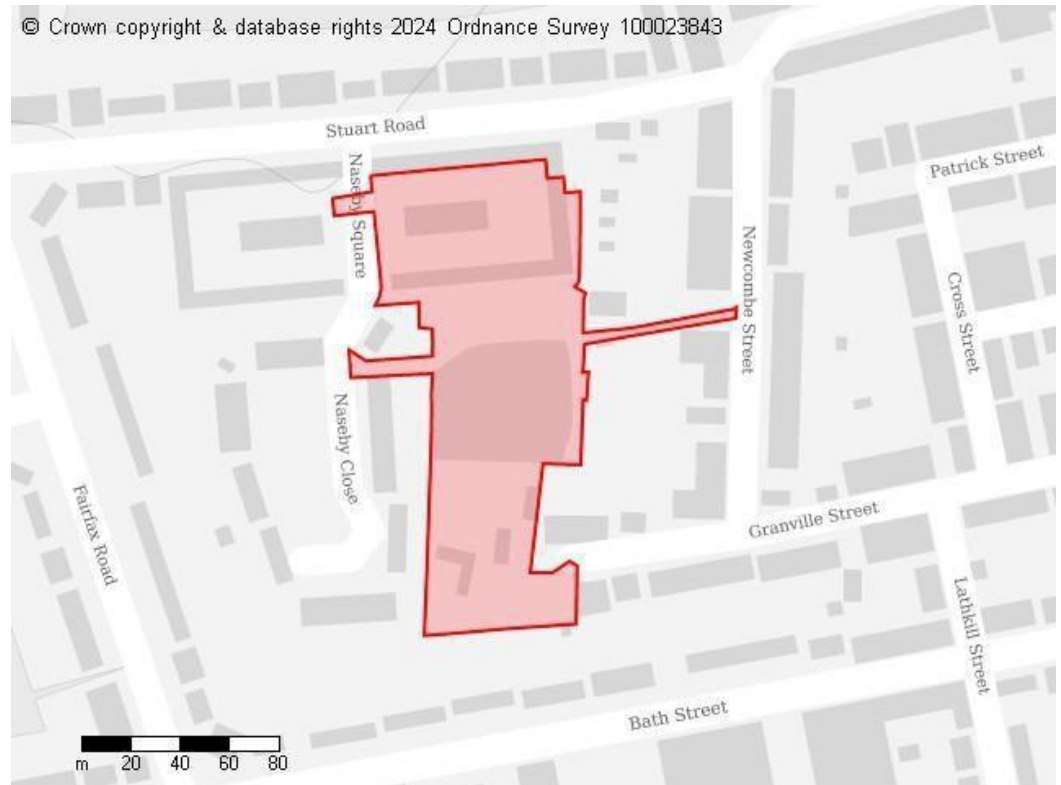 © Crown copyright & database rights 2024 Ordnance Survey 100023843
Stuart Road
Patrick Street
Naseby Square
Newcombe Street
Cross Street
Naseby Close
Fairfax Road
Granville Street
Lathkill Street
Bath Street
m 20 40 60 80